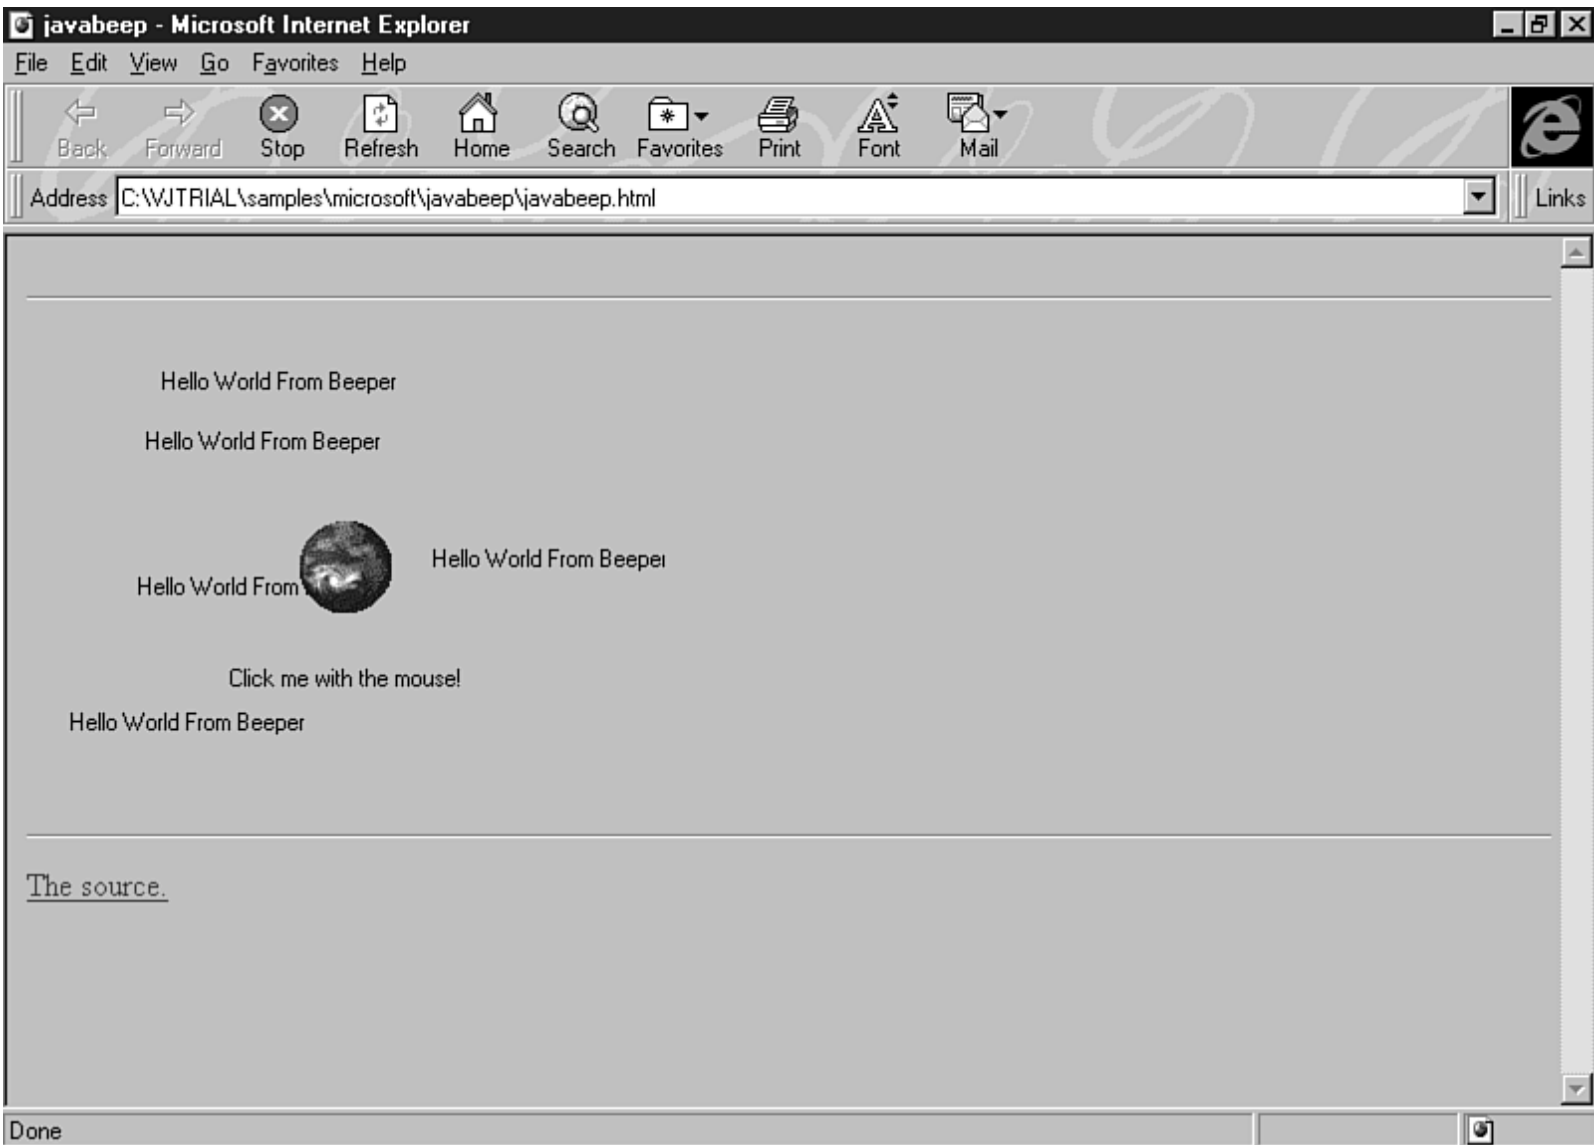 javabeep - Microsoft Internet Explorer
File Edit View Go Favorites Help
Back Forward Stop Refresh Home Search Favorites Print Font Mail
Address C:\VJTRIAL\samples\microsoft\javabeep\javabeep.html Links
Hello World From Beeper
Hello World From Beeper
Hello World From Beeper
Hello World From
Click me with the mouse!
Hello World From Beeper
The source.
Done